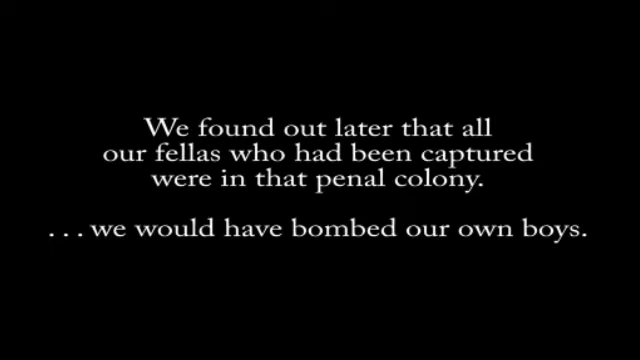 We found out later that all
our fellas who had been captured
were in that penal colony.
. . . we would have bombed our own boys.